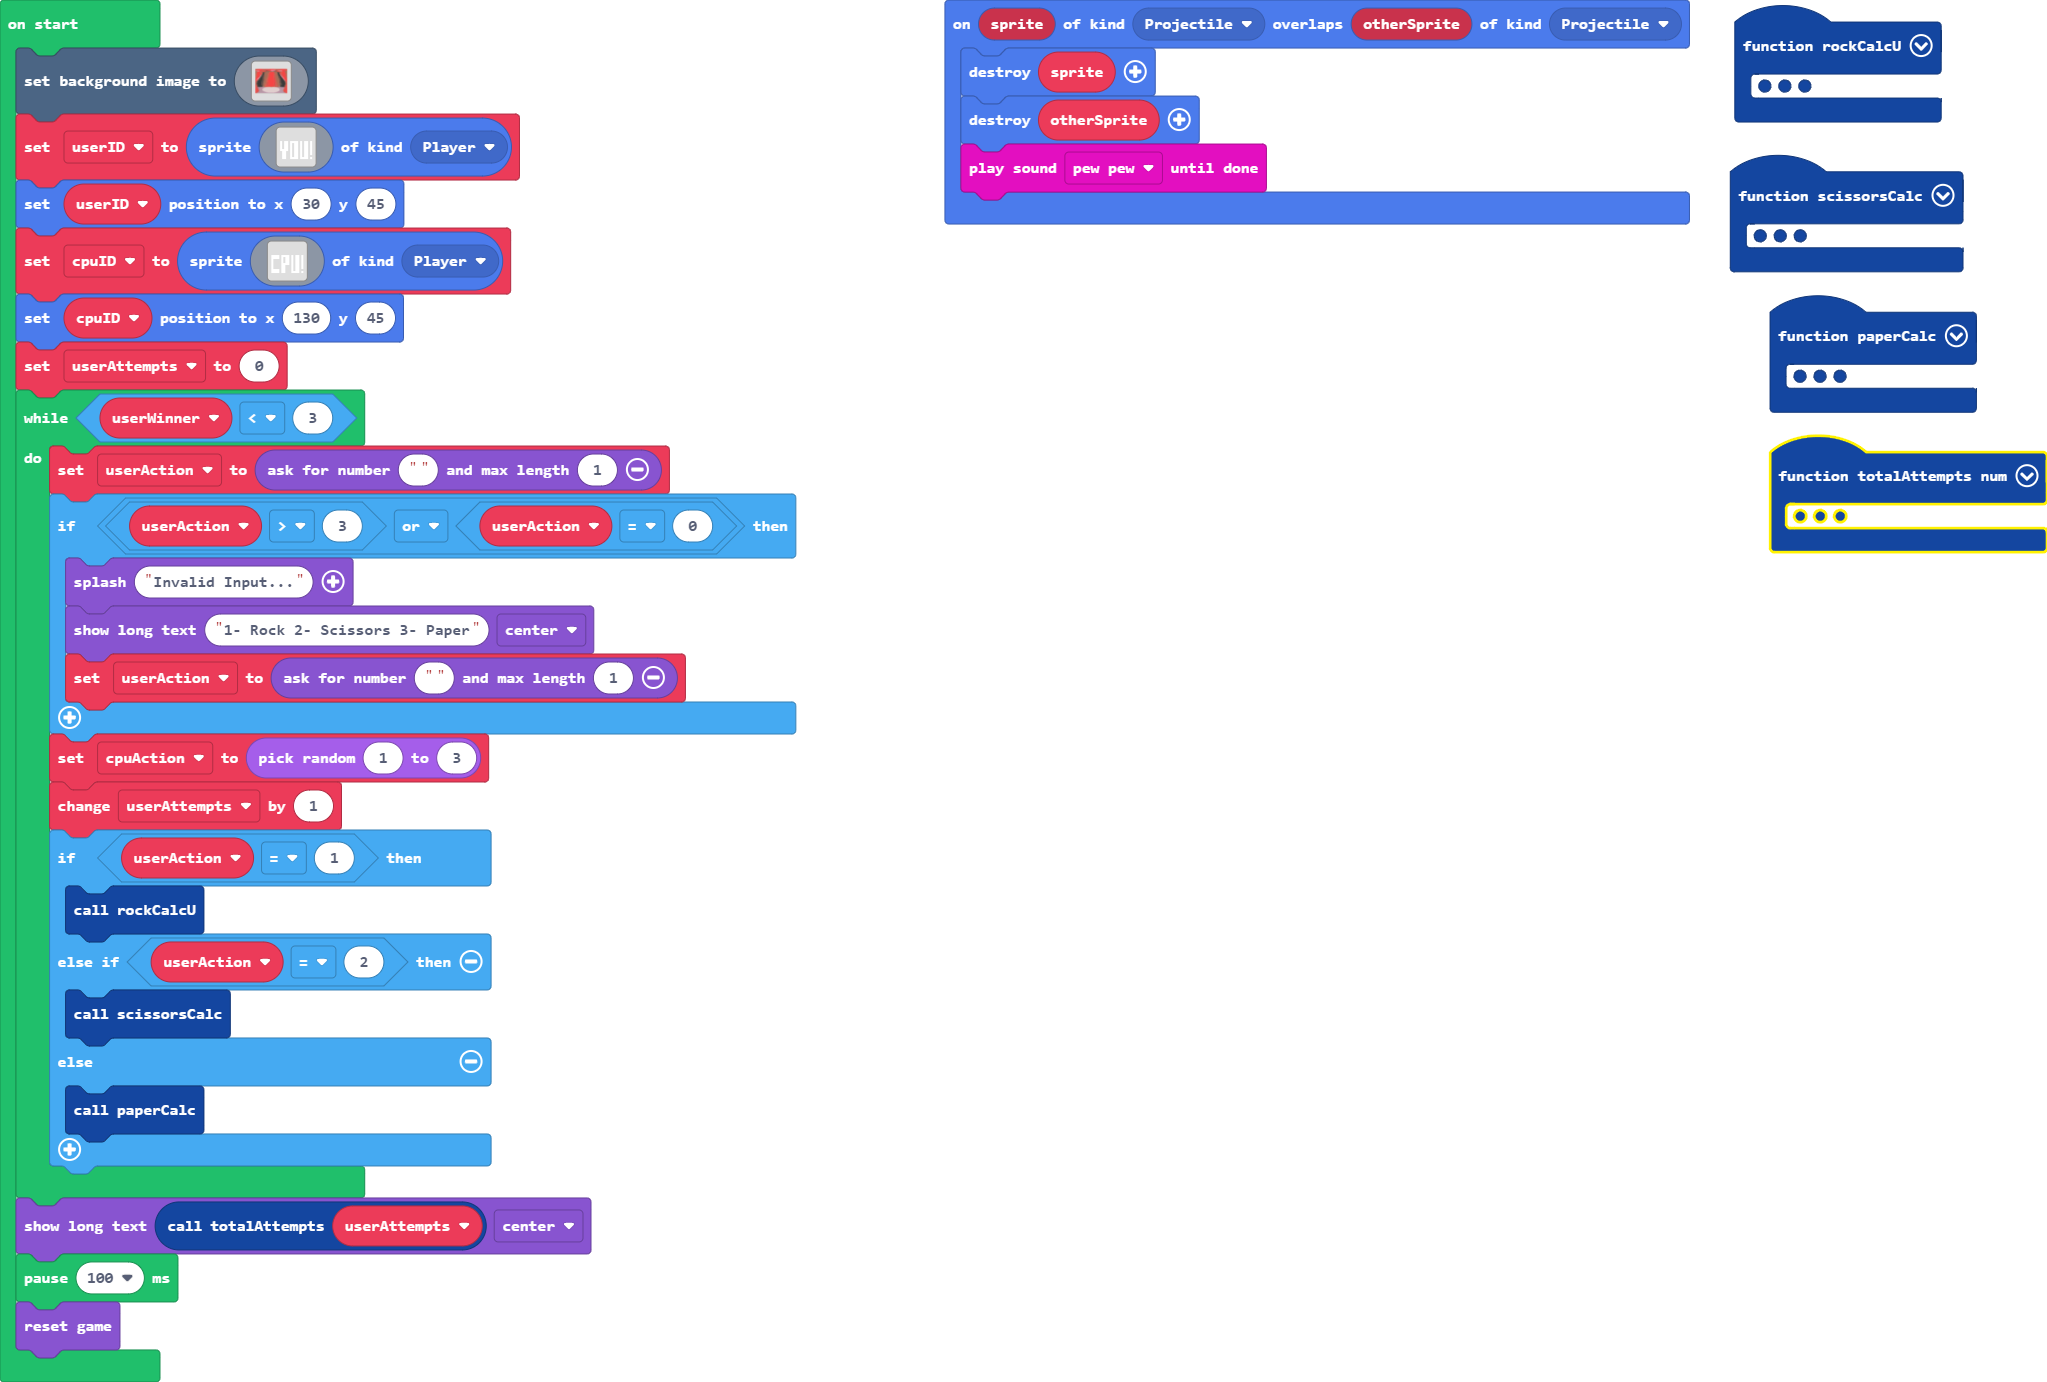 on start
set background image to
set userID to sprite YOU! of kind Player
set userID position to x 30 y 45
set cpuID to sprite CPU! of kind Player
set cpuID position to x 130 y 45
set userAttempts to 0
while userWinner < 3
do
set userAction to ask for number " " and max length 1
if userAction > 3 or userAction = 0 then
splash "Invalid Input..."
show long text "1- Rock 2- Scissors 3- Paper" center
set userAction to ask for number " " and max length 1
set cpuAction to pick random 1 to 3
change userAttempts by 1
if userAction = 1 then
call rockCalcU
else if userAction = 2 then
call scissorsCalc
else
call paperCalc
show long text call totalAttempts userAttempts center
pause 100 ms
reset game
on sprite of kind Projectile overlaps otherSprite of kind Projectile
destroy sprite
destroy otherSprite
play sound pew pew until done
function rockCalcU
function scissorsCalc
function paperCalc
function totalAttempts num